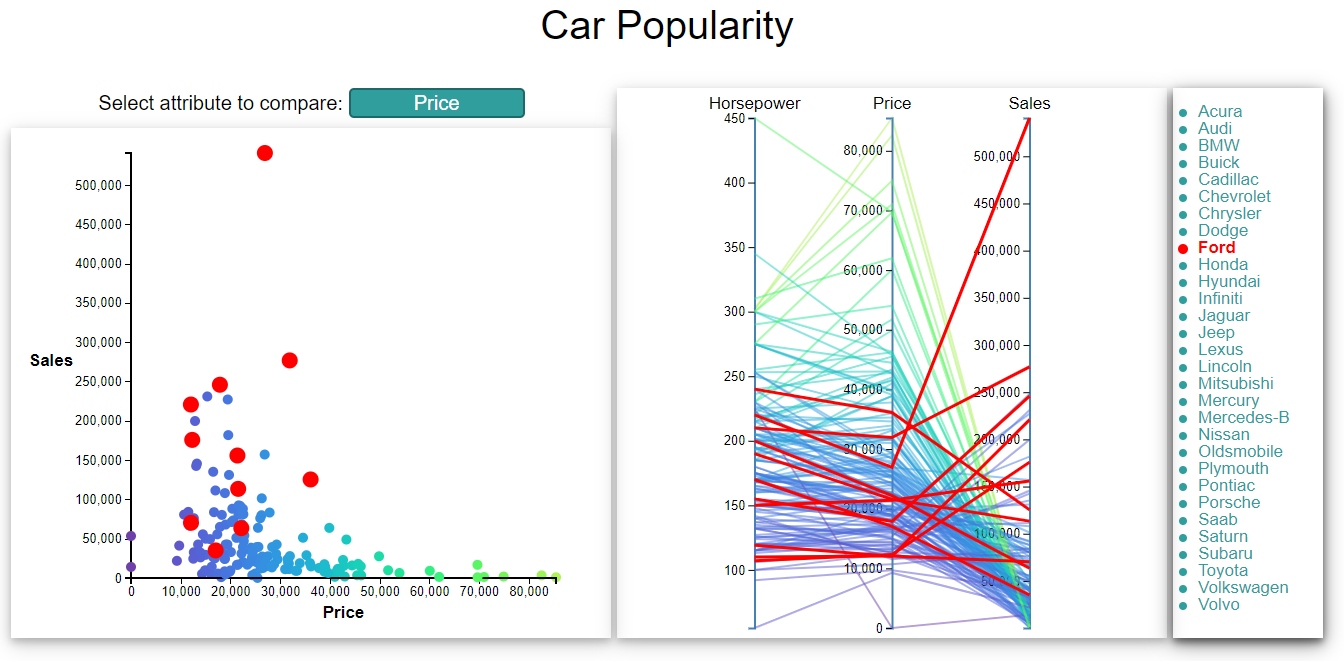 Car Popularity
Select attribute to compare: Price
500,000
450,000
400,000
350,000
300,000
250,000
200,000
150,000
100,000
50,000
0
Sales
0 10,000 20,000 30,000 40,000 50,000 60,000 70,000 80,000
Price
Horsepower Price Sales
450
400
350
300
250
200
150
100
80,000
70,000
60,000
50,000
40,000
30,000
20,000
10,000
0
500,000
450,000
400,000
350,000
300,000
250,000
200,000
150,000
100,000
50,000
Acura
Audi
BMW
Buick
Cadillac
Chevrolet
Chrysler
Dodge
Ford
Honda
Hyundai
Infiniti
Jaguar
Jeep
Lexus
Lincoln
Mitsubishi
Mercury
Mercedes-B
Nissan
Oldsmobile
Plymouth
Pontiac
Porsche
Saab
Saturn
Subaru
Toyota
Volkswagen
Volvo